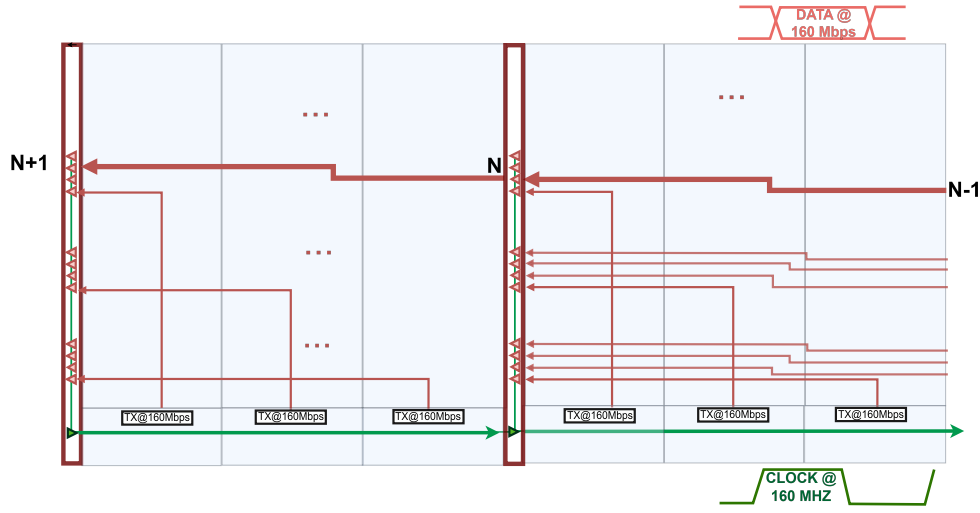 DATA @
160 Mbps
...
...
N+1
N
N-1
...
...
TX@160Mbps
TX@160Mbps
TX@160Mbps
TX@160Mbps
TX@160Mbps
TX@160Mbps
CLOCK @
160 MHZ